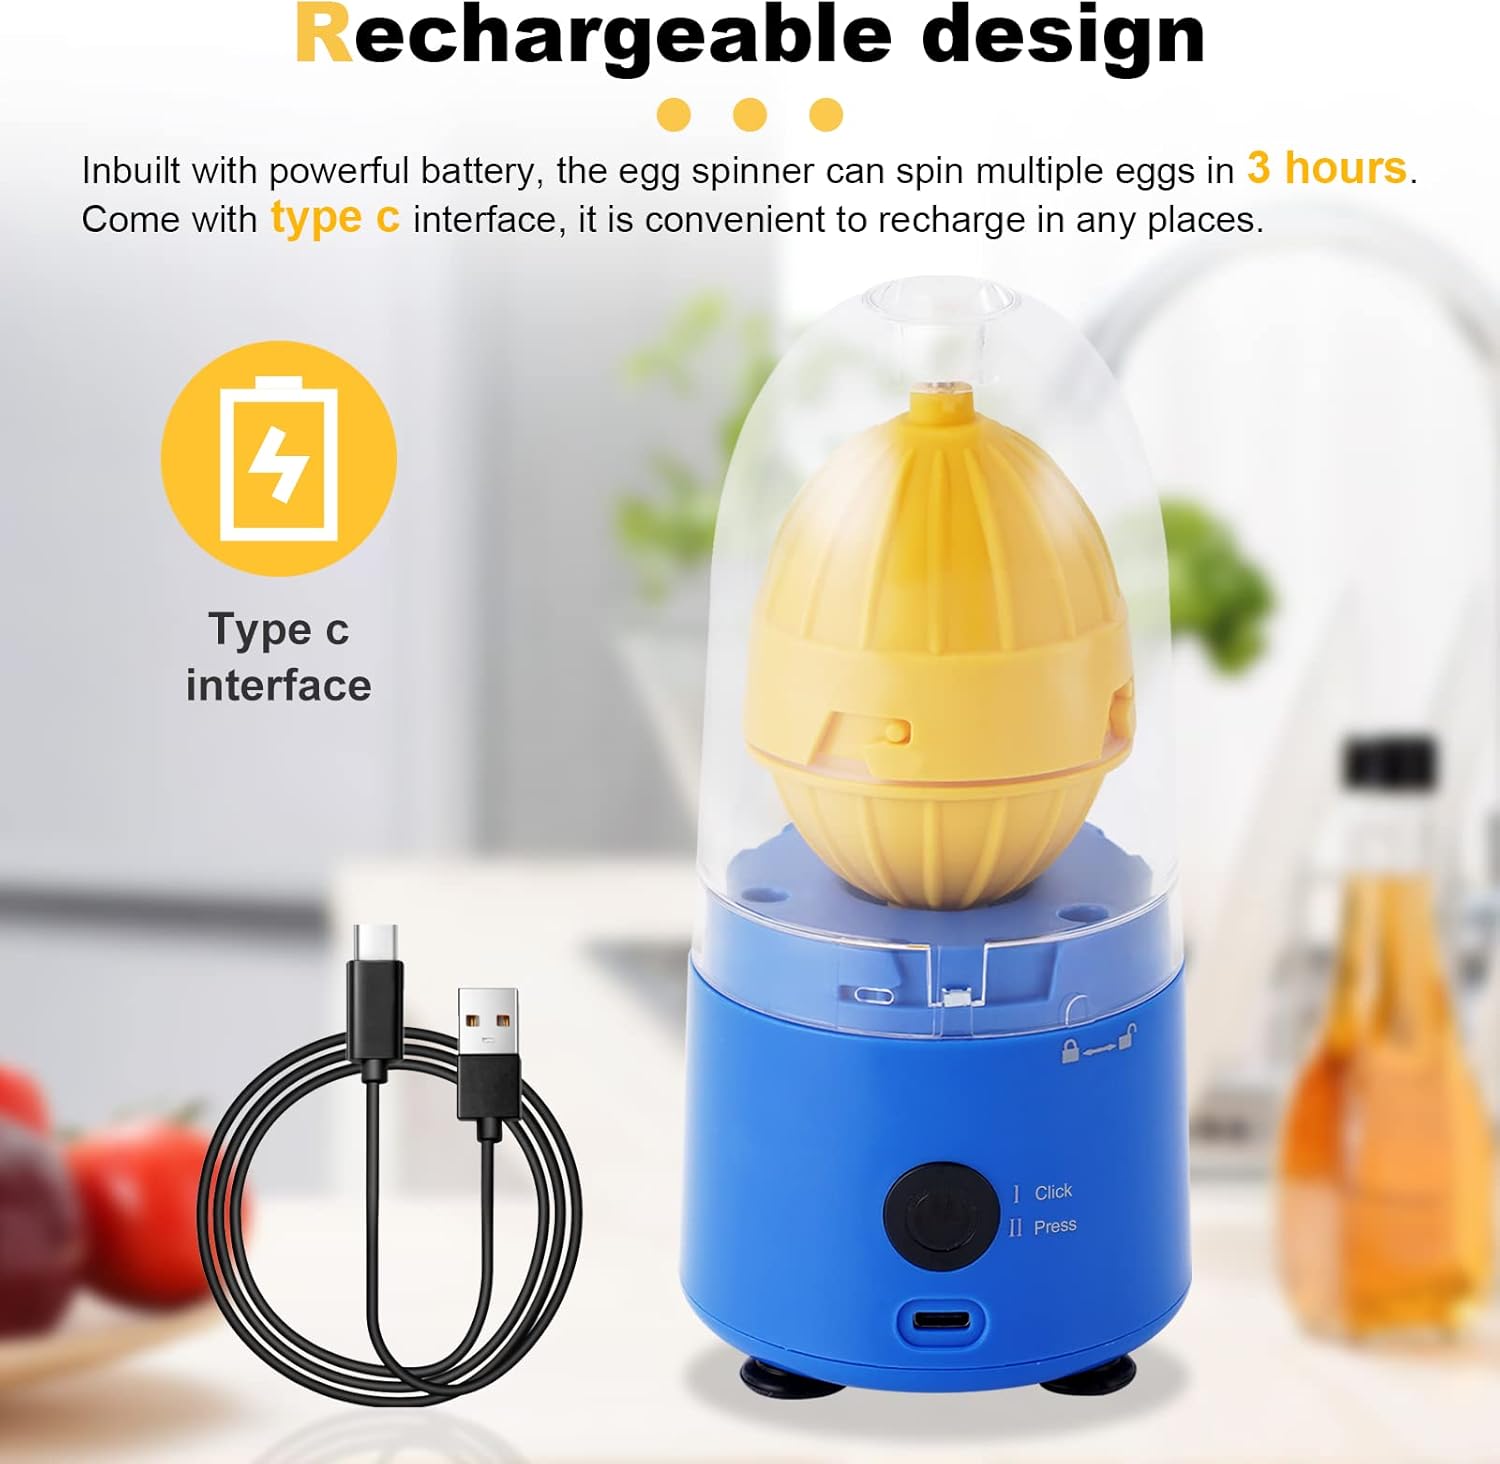 Rechargeable design
Inbuilt with powerful battery, the egg spinner can spin multiple eggs in 3 hours.
Come with type c interface, it is convenient to recharge in any places.
Type c
interface
I Click
II Press